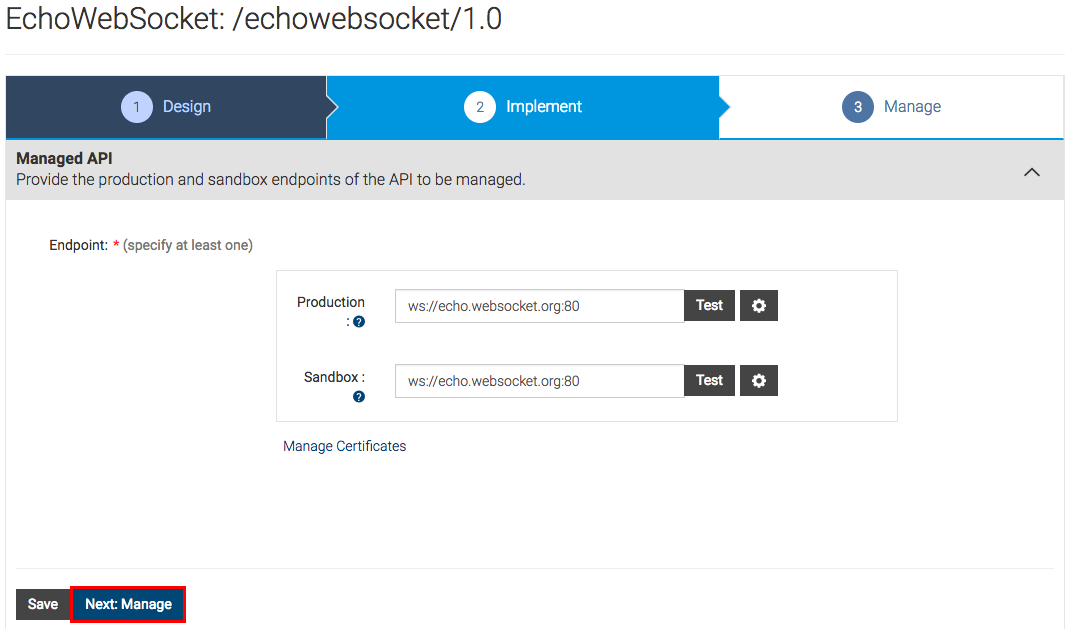 EchoWebSocket: /echowebsocket/1.0
1 Design 2 Implement 3 Manage
Managed API
Provide the production and sandbox endpoints of the API to be managed.
Endpoint: * (specify at least one)
Production
: ?
ws://echo.websocket.org:80 Test
Sandbox :
?
ws://echo.websocket.org:80 Test
Manage Certificates
Save Next: Manage